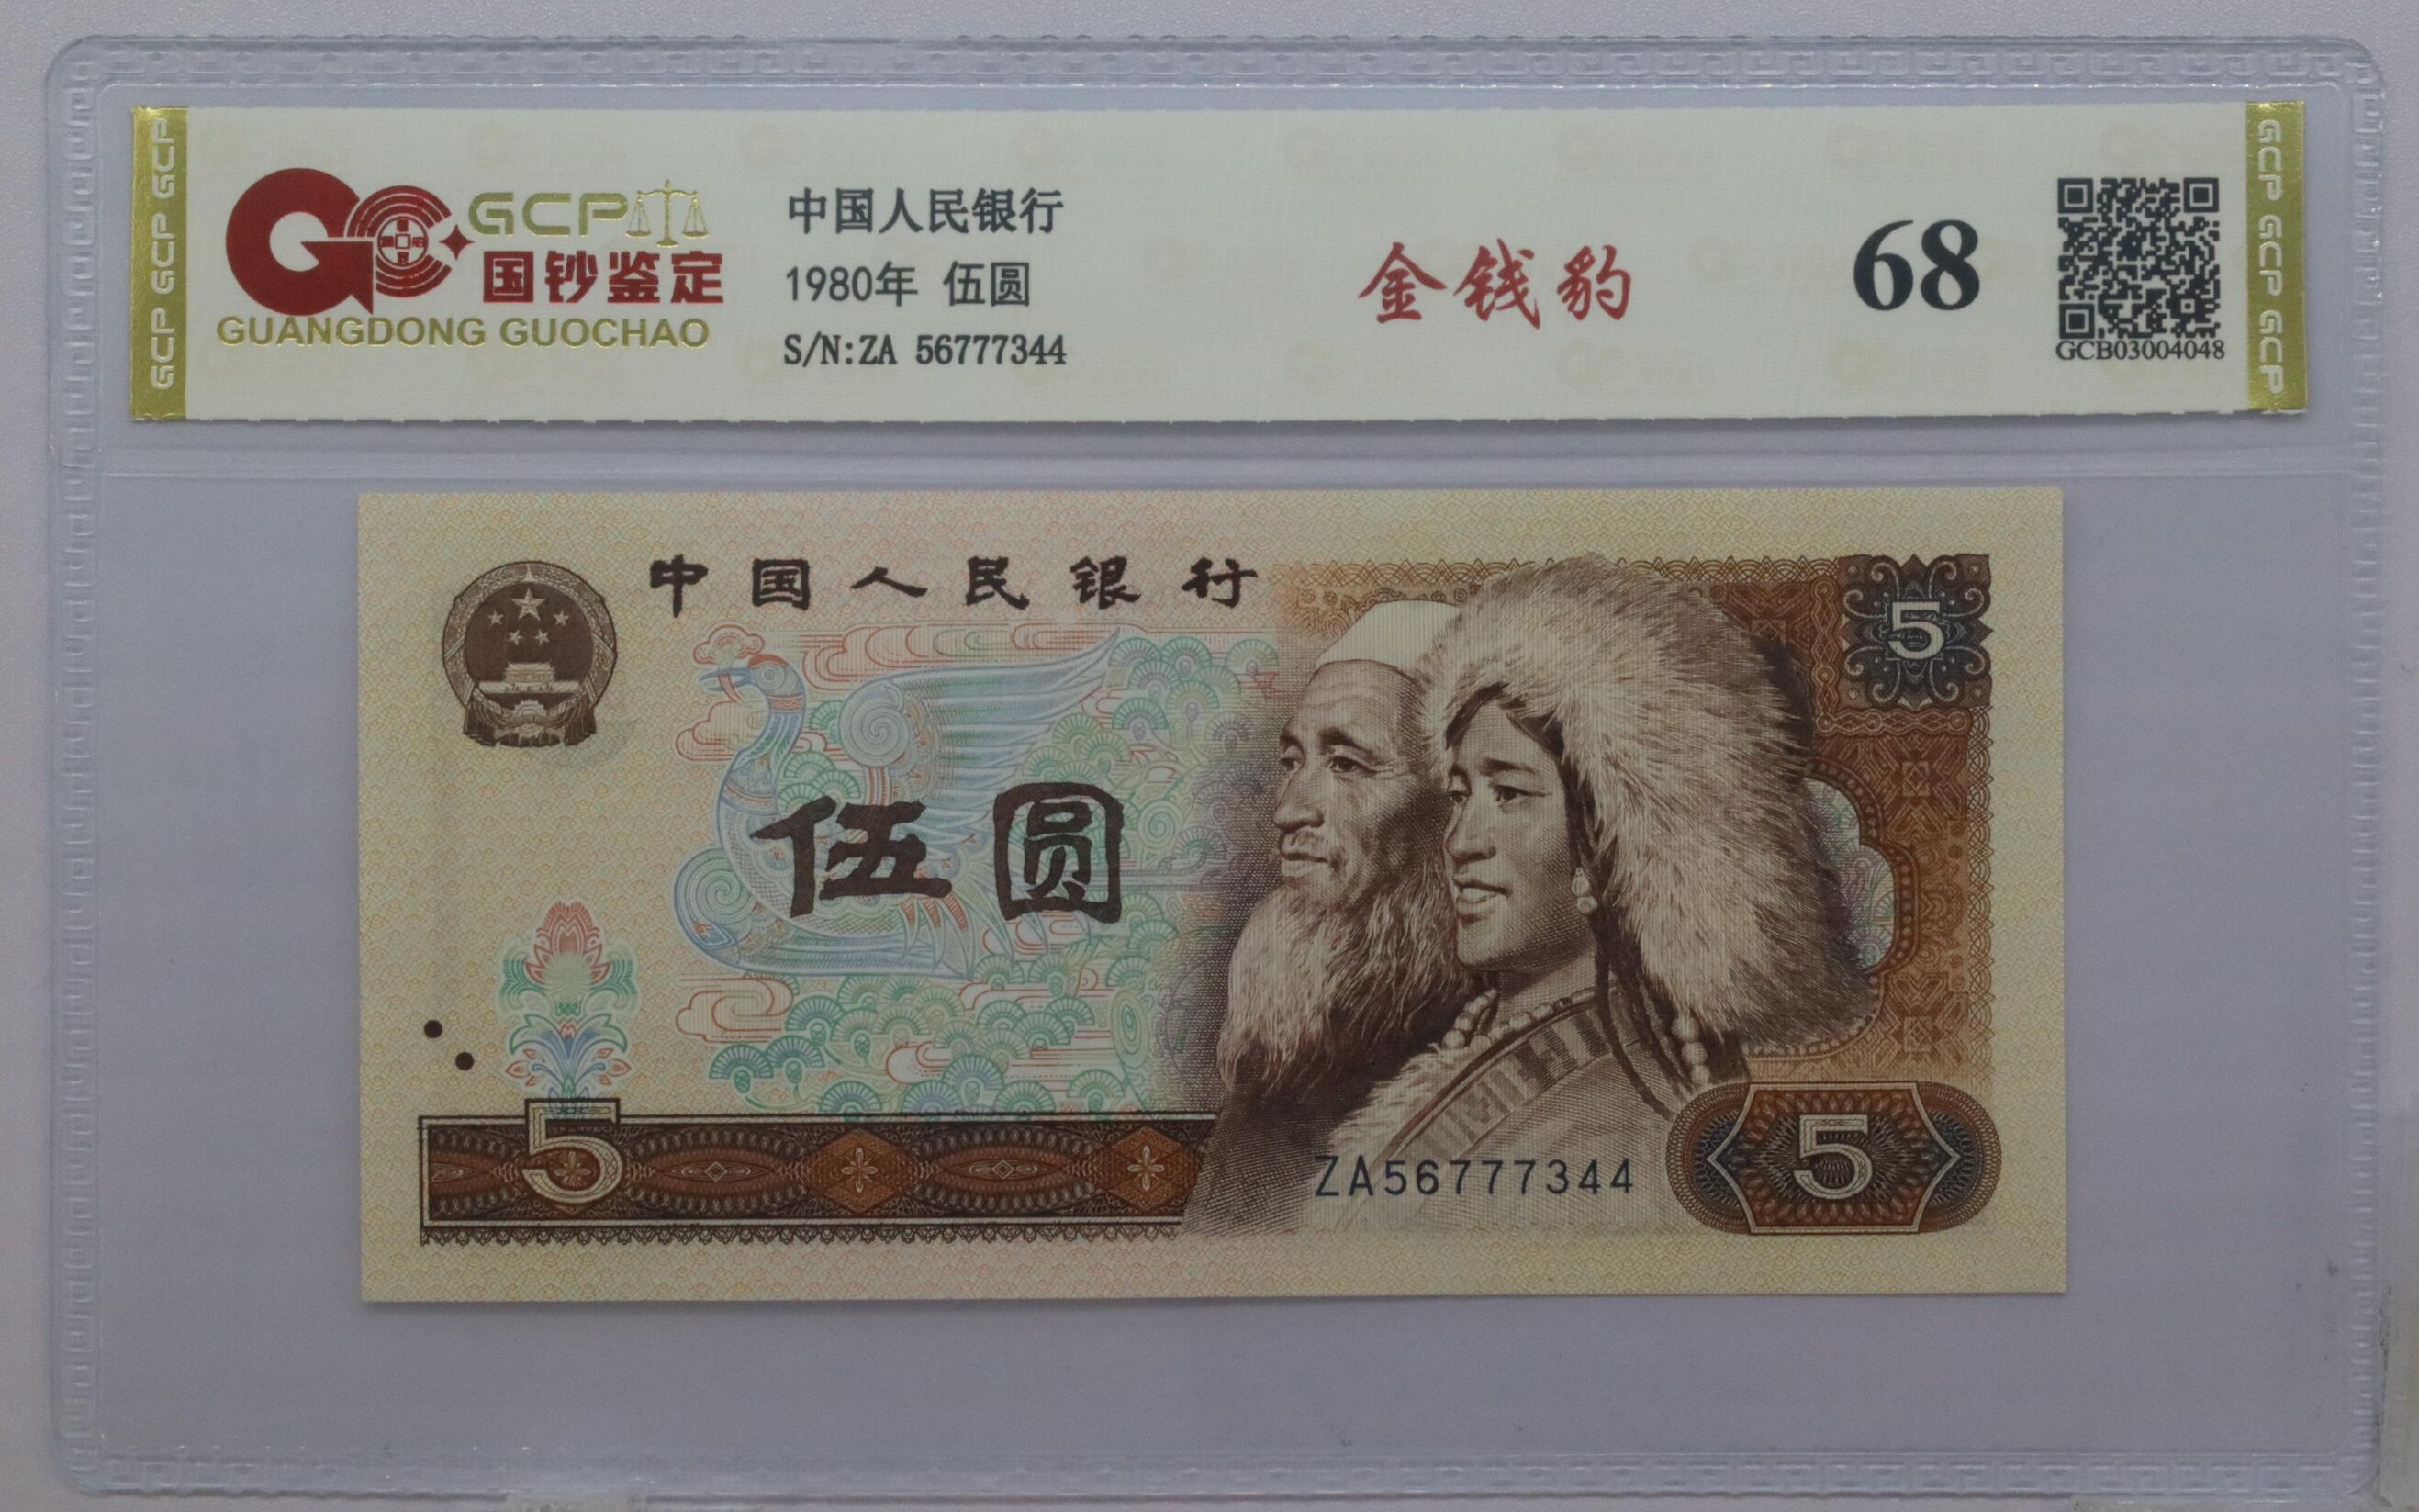 GCP GCP GCP
GCP
国钞鉴定
GUANGDONG GUOCHAO
中国人民银行
1980年 伍圆
S/N:ZA 56777344
金钱豹
68
GCB03004048
GCP GCP GCP
中国人民银行
5
伍圆
5
ZA56777344
5